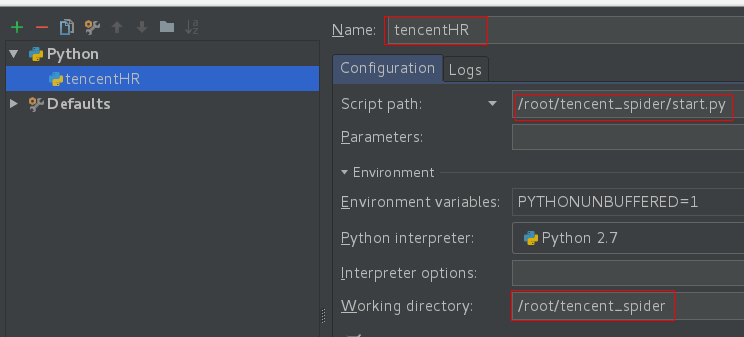 Name: tencentHR
Python
tencentHR
Defaults
Configuration Logs
Script path: /root/tencent_spider/start.py
Parameters:
Environment
Environment variables: PYTHONUNBUFFERED=1
Python interpreter: Python 2.7
Interpreter options:
Working directory: /root/tencent_spider